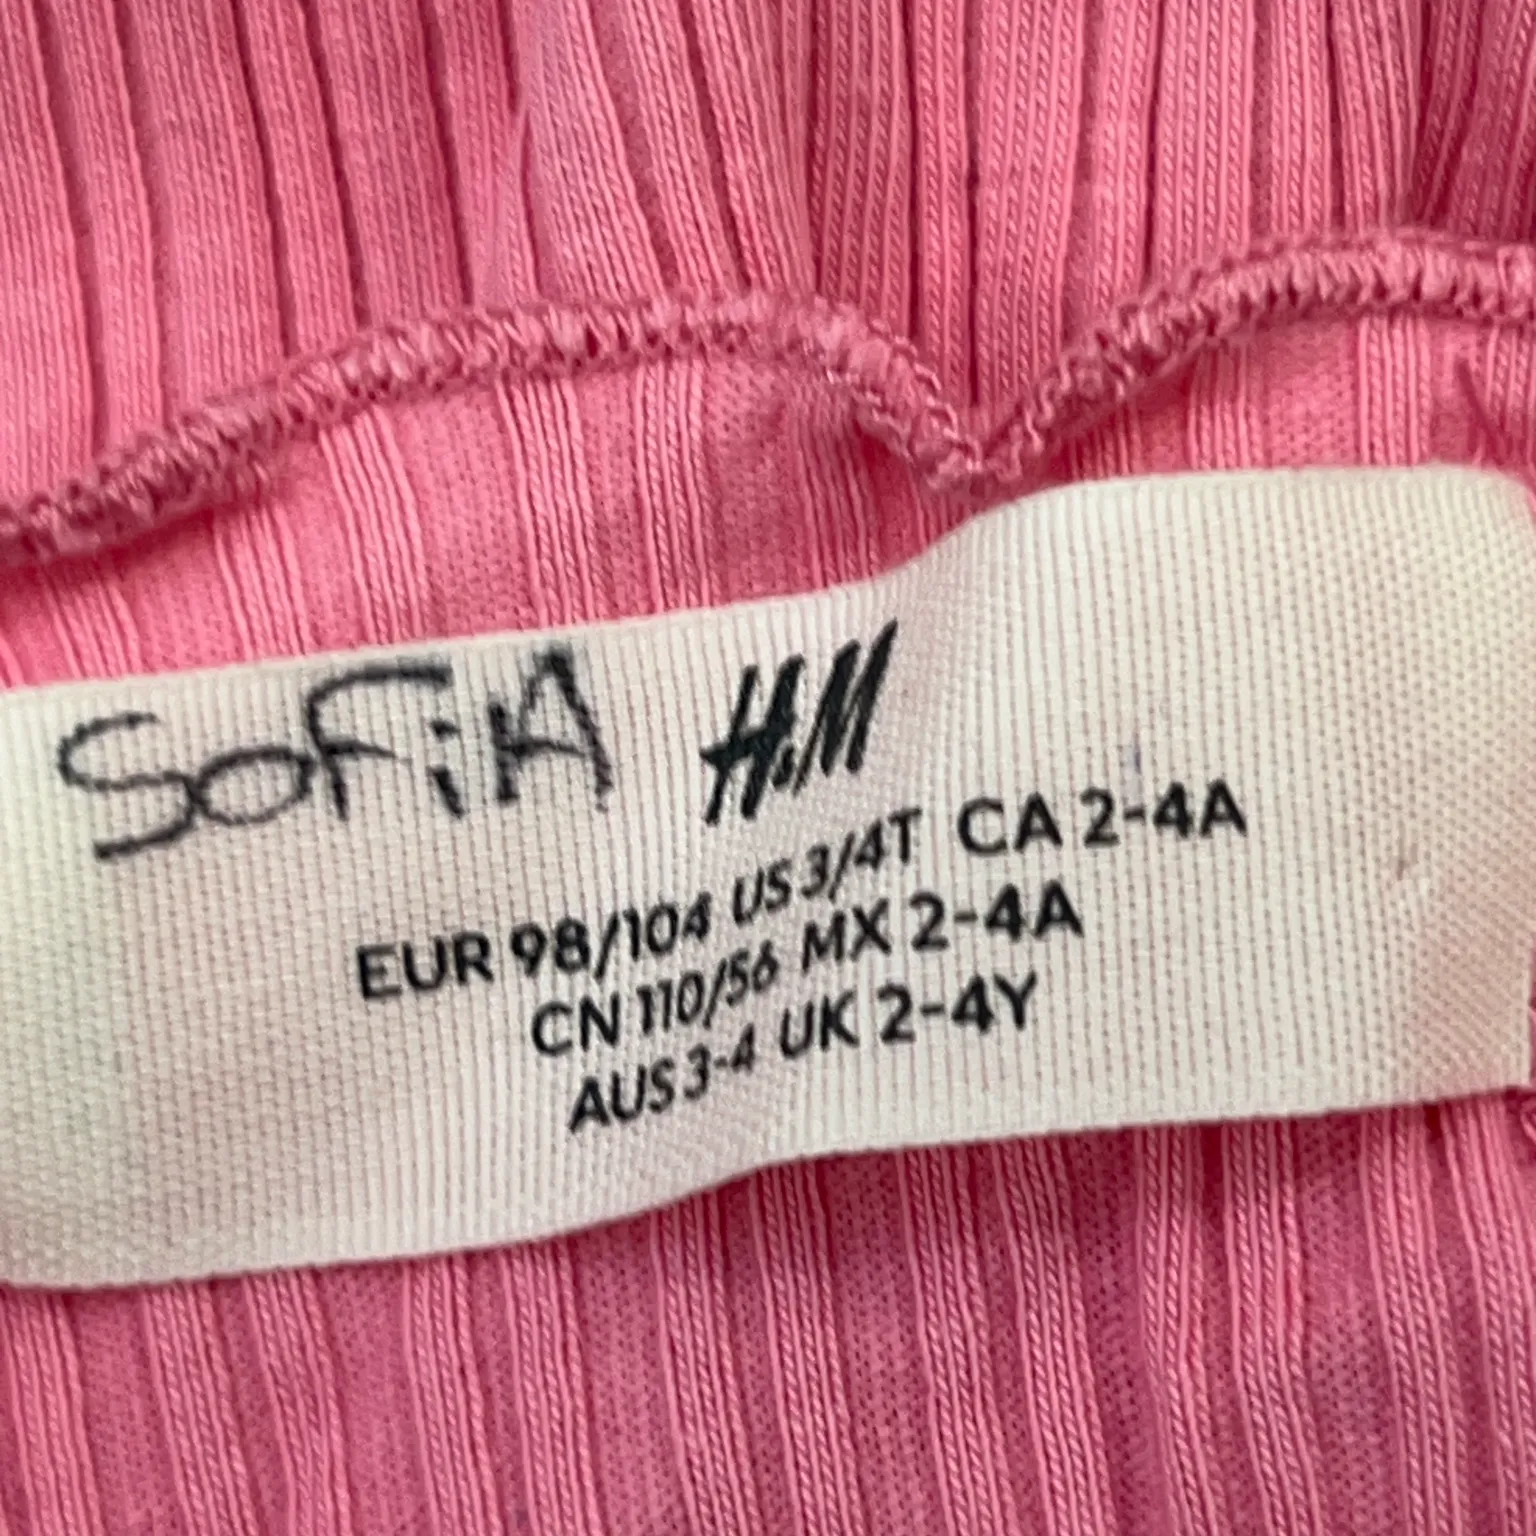 SOFiA H&M
EUR 98/104 US 3/4T CA 2-4A
CN 110/56 MX 2-4A
AUS 3-4 UK 2-4Y